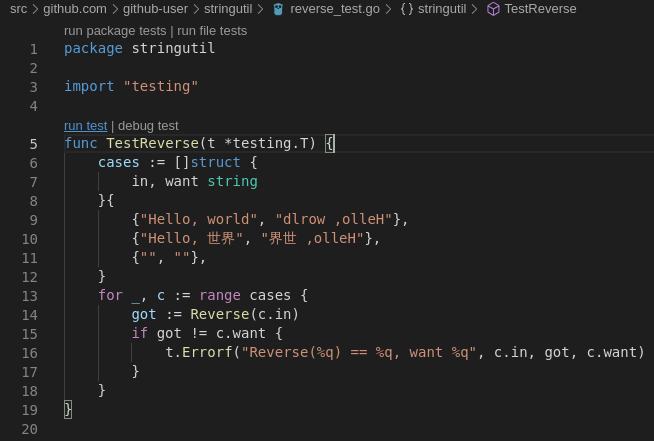 src > github.com > github-user > stringutil > reverse_test.go > {} stringutil > TestReverse
run package tests | run file tests
1 package stringutil
2
3 import "testing"
4
run test | debug test
5 func TestReverse(t *testing.T) {
6     cases := []struct {
7         in, want string
8     }{
9         {"Hello, world", "dlrow ,olleH"},
10         {"Hello, 世界", "界世 ,olleH"},
11         {"", ""},
12     }
13     for _, c := range cases {
14         got := Reverse(c.in)
15         if got != c.want {
16             t.Errorf("Reverse(%q) == %q, want %q", c.in, got, c.want)
17         }
18     }
19 }
20